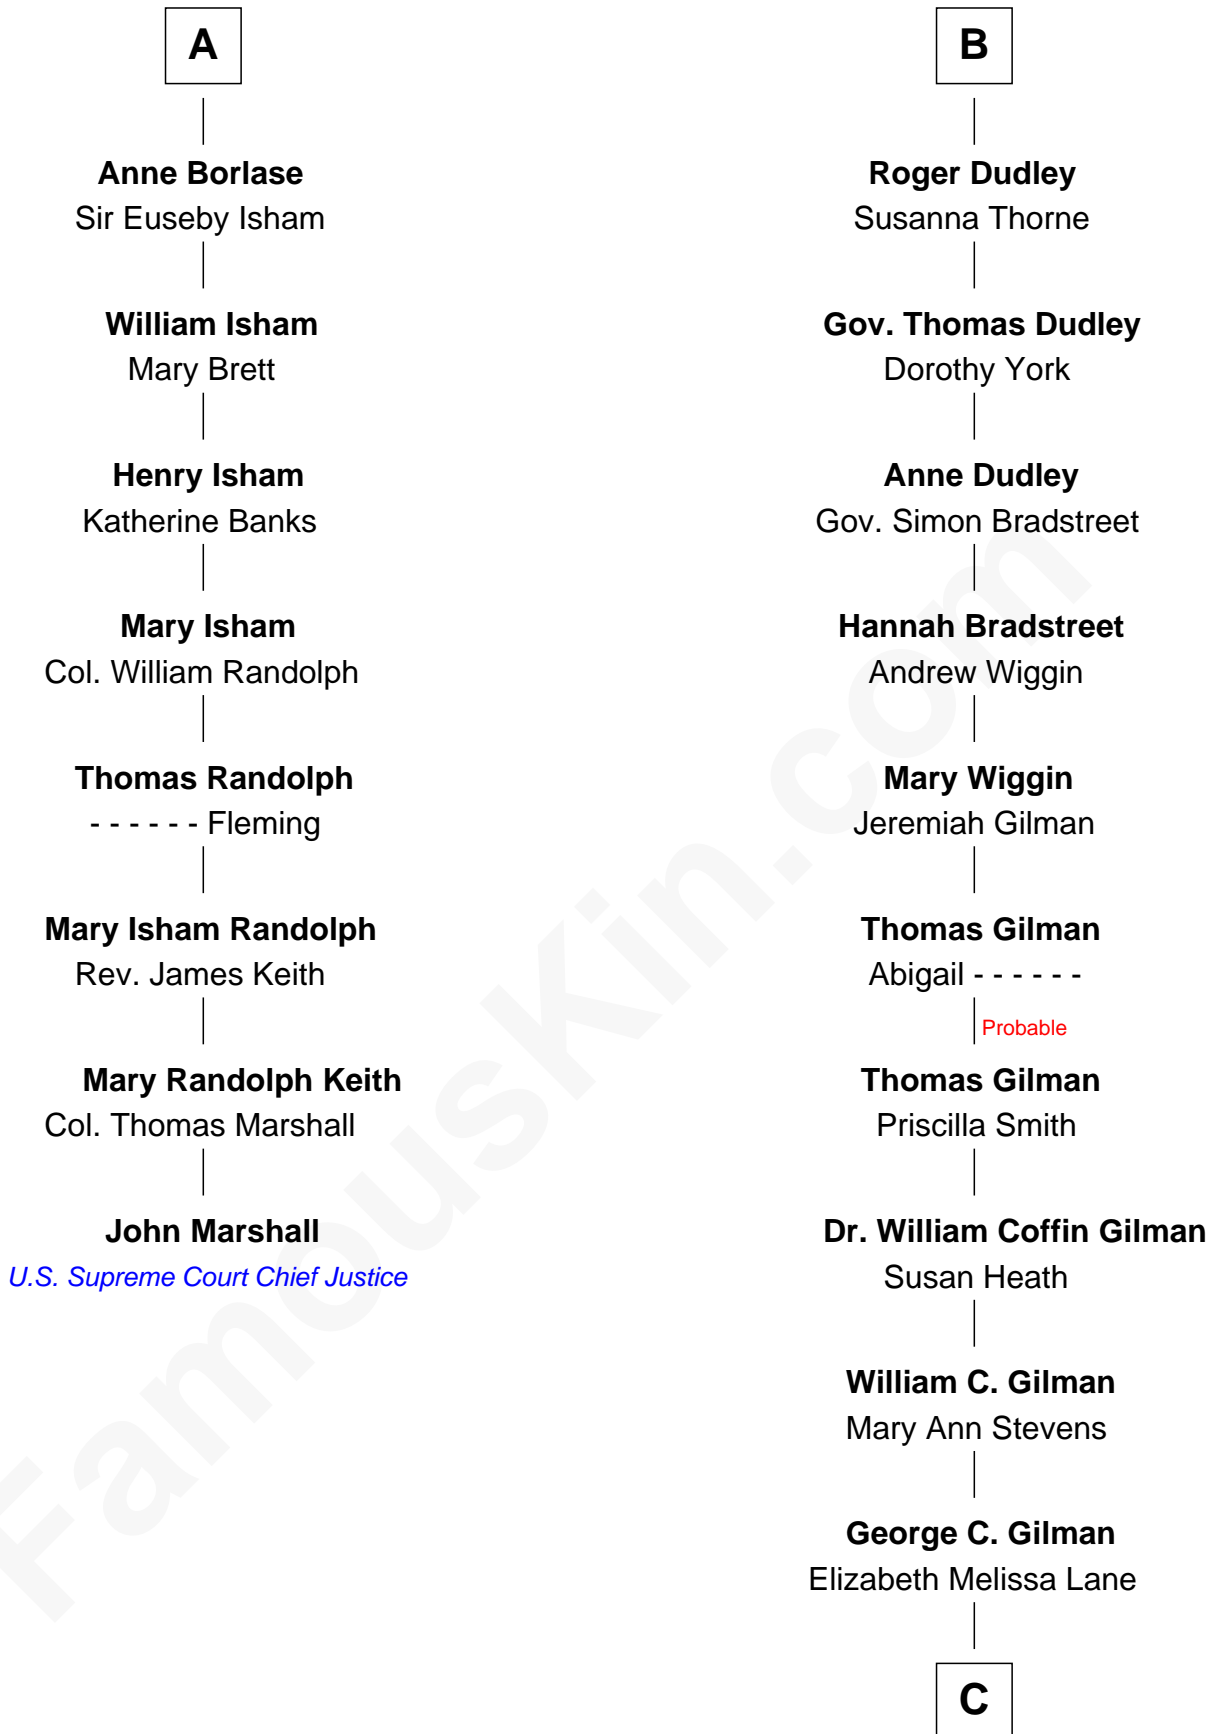 A
Anne Borlase
Sir Euseby Isham
William Isham
Mary Brett
Henry Isham
Katherine Banks
Mary Isham
Col. William Randolph
Thomas Randolph
- - - - - - Fleming
Mary Isham Randolph
Rev. James Keith
Mary Randolph Keith
Col. Thomas Marshall
John Marshall
U.S. Supreme Court Chief Justice
B
Roger Dudley
Susanna Thorne
Gov. Thomas Dudley
Dorothy York
Anne Dudley
Gov. Simon Bradstreet
Hannah Bradstreet
Andrew Wiggin
Mary Wiggin
Jeremiah Gilman
Thomas Gilman
Abigail - - - - - -
Probable
Thomas Gilman
Priscilla Smith
Dr. William Coffin Gilman
Susan Heath
William C. Gilman
Mary Ann Stevens
George C. Gilman
Elizabeth Melissa Lane
C
FamousKin.com